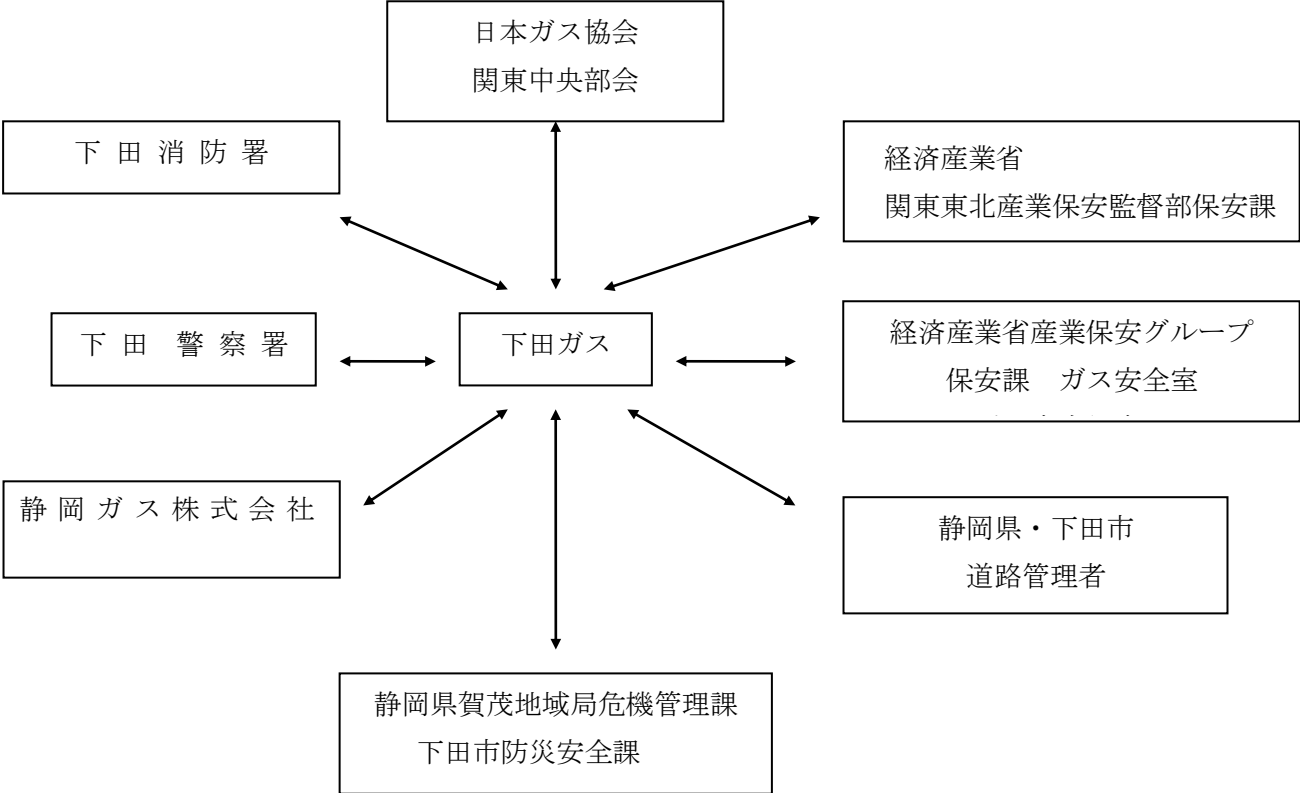 日本ガス協会
関東中央部会
下 田 消 防 署
経済産業省
関東東北産業保安監督部保安課
下 田　警 察 署
下田ガス
経済産業省産業保安グループ
保安課　ガス安全室
静 岡 ガ ス 株 式 会 社
静岡県・下田市
道路管理者
静岡県賀茂地域局危機管理課
下田市防災安全課